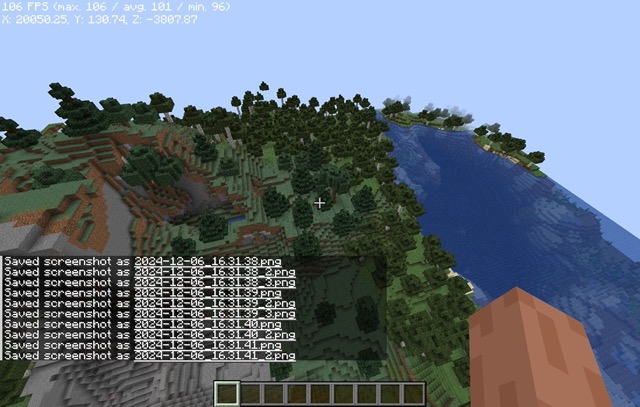 106 FPS (max. 106 / avg. 101 / min. 96)
X: 20050.25, Y: 130.74, Z: -3807.87
Saved screenshot as 2024-12-06_16.31.38.png
Saved screenshot as 2024-12-06_16.31.38_2.png
Saved screenshot as 2024-12-06_16.31.38_3.png
Saved screenshot as 2024-12-06_16.31.39.png
Saved screenshot as 2024-12-06_16.31.39_2.png
Saved screenshot as 2024-12-06_16.31.39_3.png
Saved screenshot as 2024-12-06_16.31.40.png
Saved screenshot as 2024-12-06_16.31.40_2.png
Saved screenshot as 2024-12-06_16.31.41.png
Saved screenshot as 2024-12-06_16.31.41_2.png